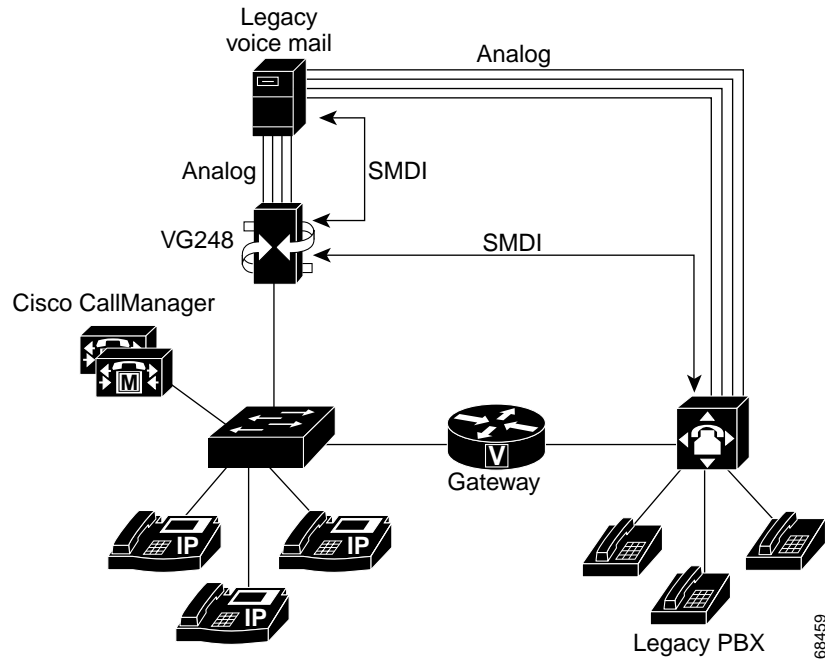 Legacy
voice mail
Analog
Analog
SMDI
VG248
SMDI
Cisco CallManager
M
V
Gateway
IP
IP
IP
Legacy PBX
68459